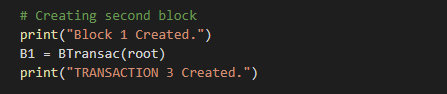 # Creating second block
print("Block 1 Created.")
B1 = BTransac(root)
print("TRANSACTION 3 Created.")